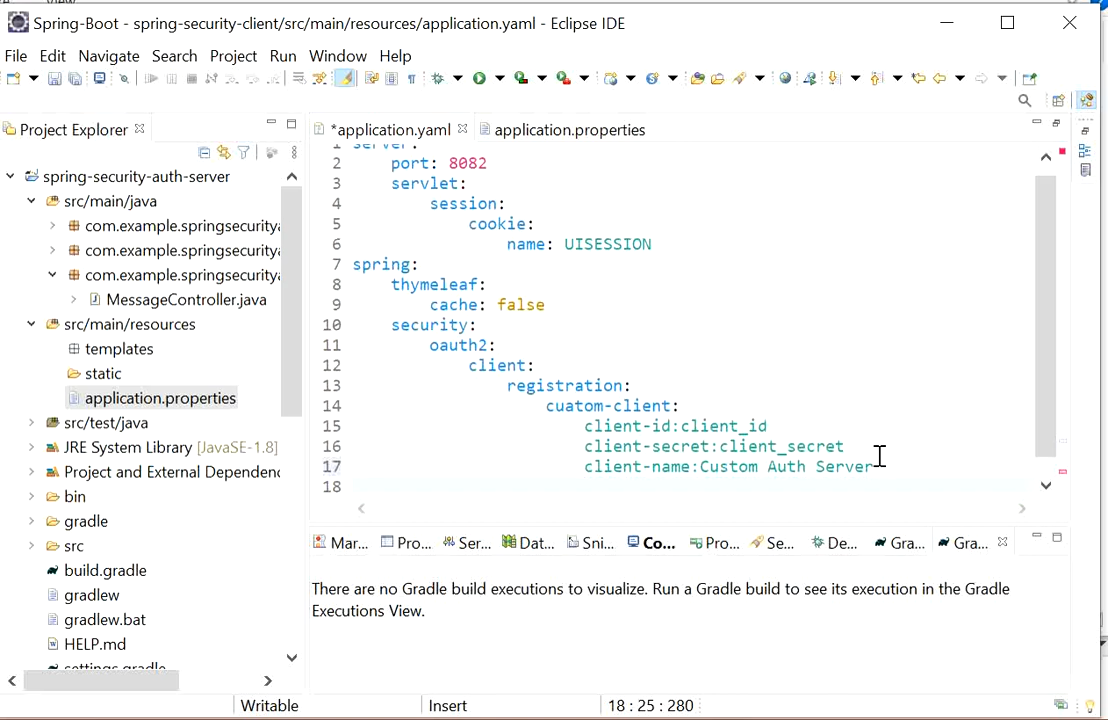 Spring-Boot - spring-security-client/src/main/resources/application.yaml - Eclipse IDE
File Edit Navigate Search Project Run Window Help
Project Explorer
*application.yaml
application.properties
spring-security-auth-server
src/main/java
com.example.springsecurity
com.example.springsecurity
com.example.springsecurity
MessageController.java
src/main/resources
templates
static
application.properties
src/test/java
JRE System Library [JavaSE-1.8]
Project and External Dependenc
bin
gradle
src
build.gradle
gradlew
gradlew.bat
HELP.md
settings.gradle
1 server:
2 port: 8082
3 servlet:
4 session:
5 cookie:
6 name: UISESSION
7 spring:
8 thymeleaf:
9 cache: false
10 security:
11 oauth2:
12 client:
13 registration:
14 cuatom-client:
15 client-id:client_id
16 client-secret:client_secret
17 client-name:Custom Auth Server
18
Mar... Pro... Ser... Dat... Sni... Co... Pro... Se... De... Gra... Gra...
There are no Gradle build executions to visualize. Run a Gradle build to see its execution in the Gradle
Executions View.
Writable Insert 18 : 25 : 280